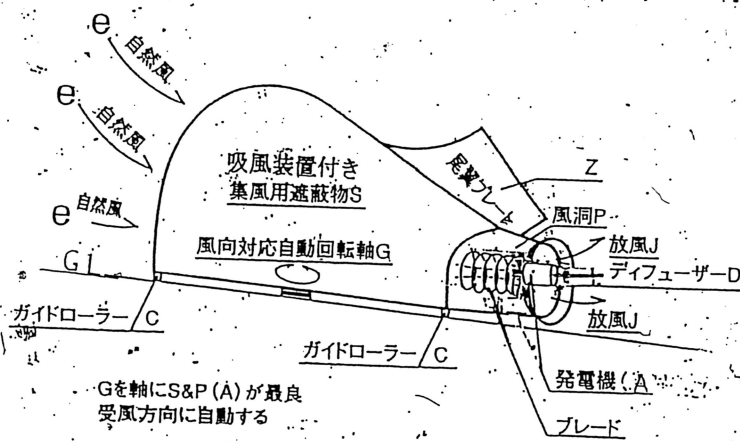 e
自然風
e
自然風
e
自然風
吸風装置付き
集風用遮蔽物S
尾翼ブレーム
Z
風洞P
放風J
ディフューザーD
放風J
風向対応自動回転軸G
GL
ガイドローラー C
ガイドローラー C
発電機(A
ブレード
Gを軸にS&P(A)が最良
受風方向に自動する